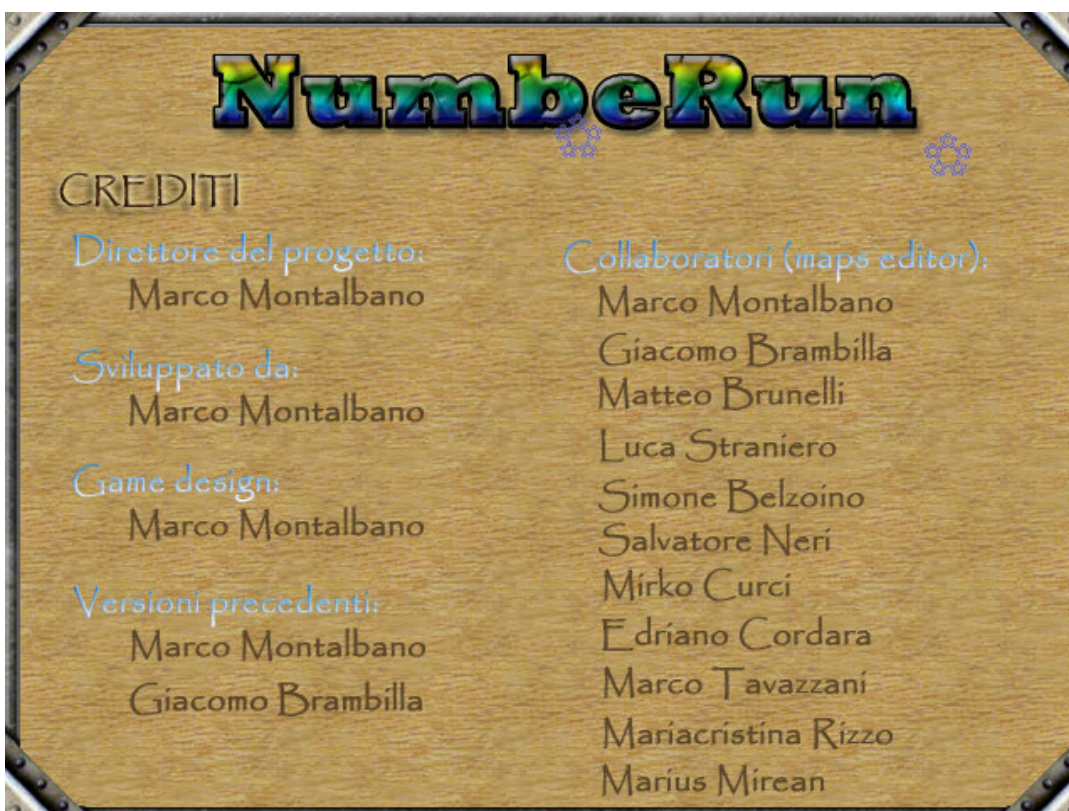 NumbeRun
CREDITI
Direttore del progetto:
Marco Montalbano
Sviluppato da:
Marco Montalbano
Game design:
Marco Montalbano
Versioni precedenti:
Marco Montalbano
Giacomo Brambilla
Collaboratori (maps editor):
Marco Montalbano
Giacomo Brambilla
Matteo Brunelli
Luca Straniero
Simone Belzoino
Salvatore Neri
Mirko Curci
Edriano Cordara
Marco Tavazzani
Mariacristina Rizzo
Marius Mirean